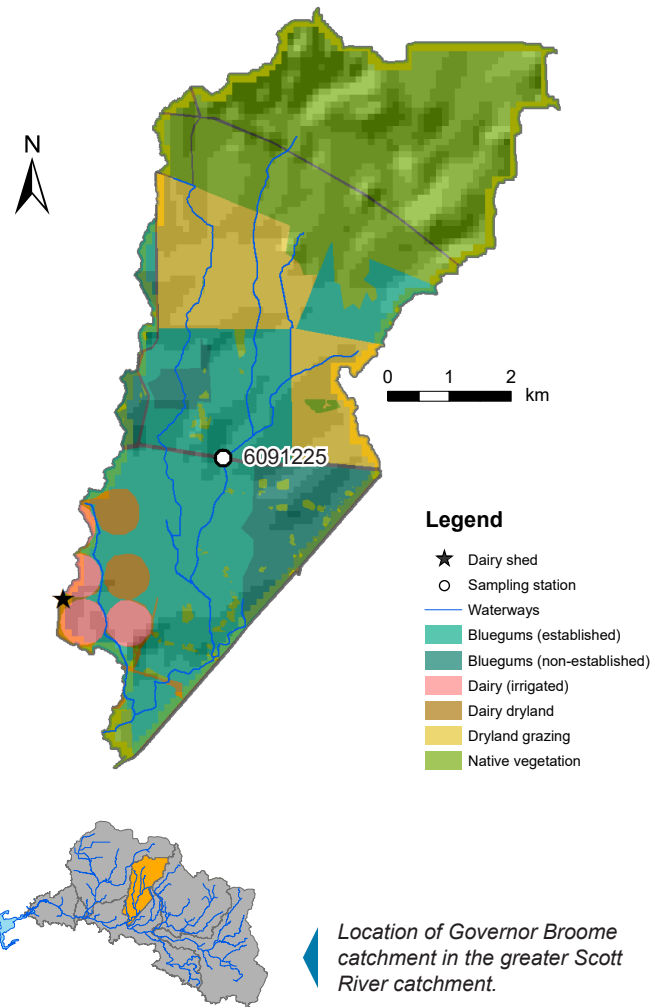 N
0 1 2
km
6091225
Legend
Dairy shed
Sampling station
Waterways
Bluegums (established)
Bluegums (non-established)
Dairy (irrigated)
Dairy dryland
Dryland grazing
Native vegetation
Location of Governor Broome
catchment in the greater Scott
River catchment.